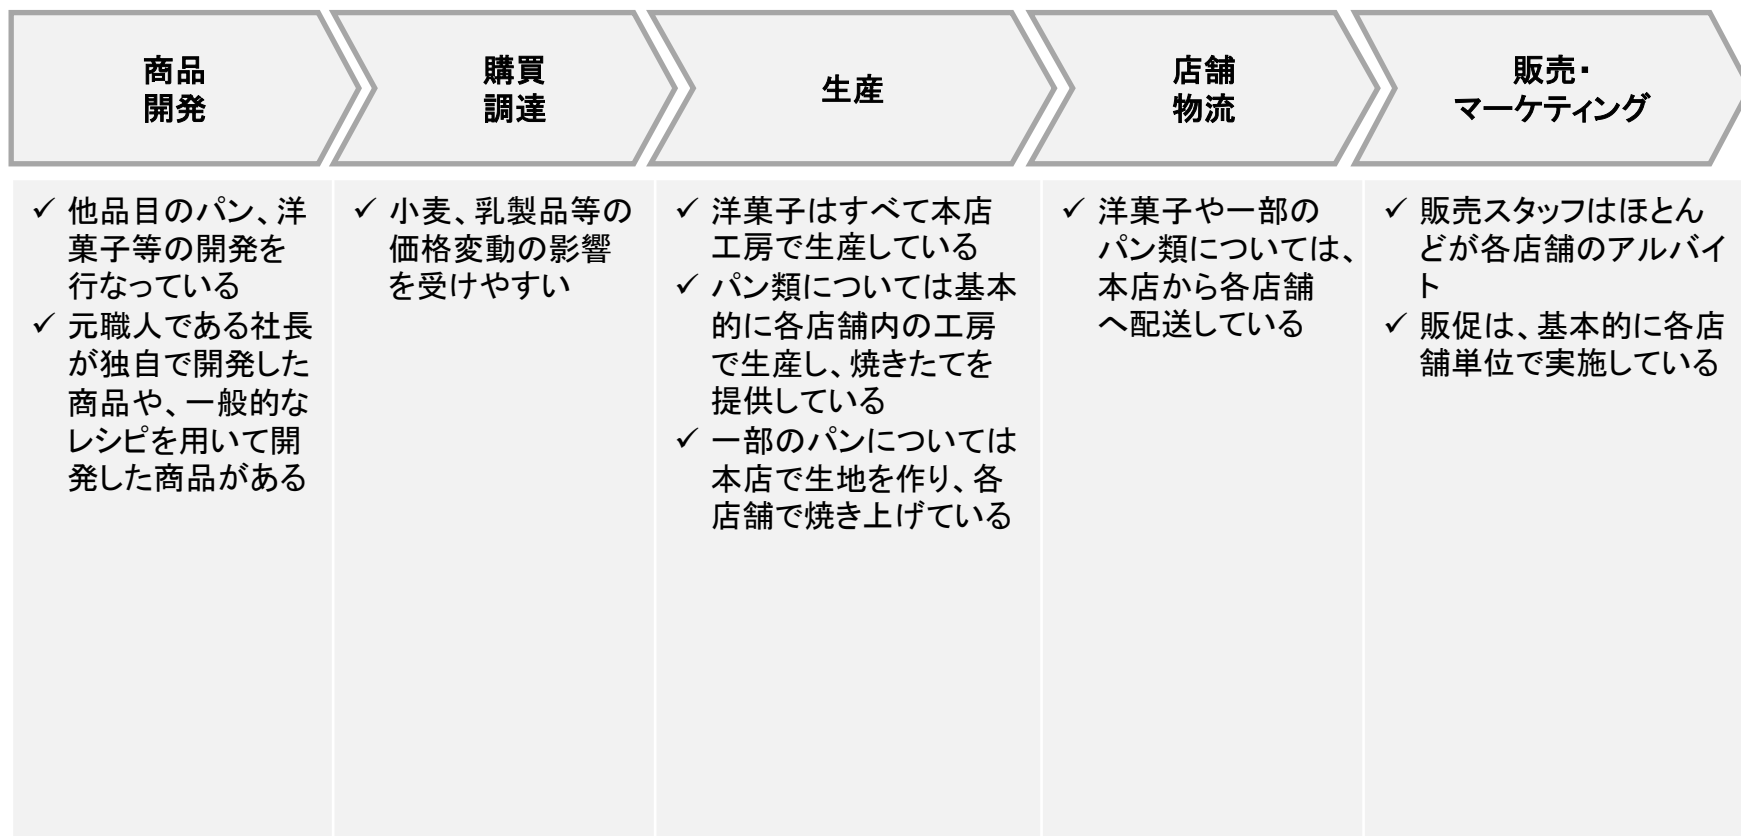 商品
開発
購買
調達
生産
店舗
物流
販売・
マーケティング
✓ 他品目のパン、洋
菓子等の開発を
行なっている
✓ 元職人である社長
が独自で開発した
商品や、一般的な
レシピを用いて開
発した商品がある
✓ 小麦、乳製品等の
価格変動の影響
を受けやすい
✓ 洋菓子はすべて本店
工房で生産している
✓ パン類については基本
的に各店舗内の工房
で生産し、焼きたてを
提供している
✓ 一部のパンについては
本店で生地を作り、各
店舗で焼き上げている
✓ 洋菓子や一部の
パン類については、
本店から各店舗
へ配送している
✓ 販売スタッフはほとん
どが各店舗のアルバイ
ト
✓ 販促は、基本的に各店
舗単位で実施している